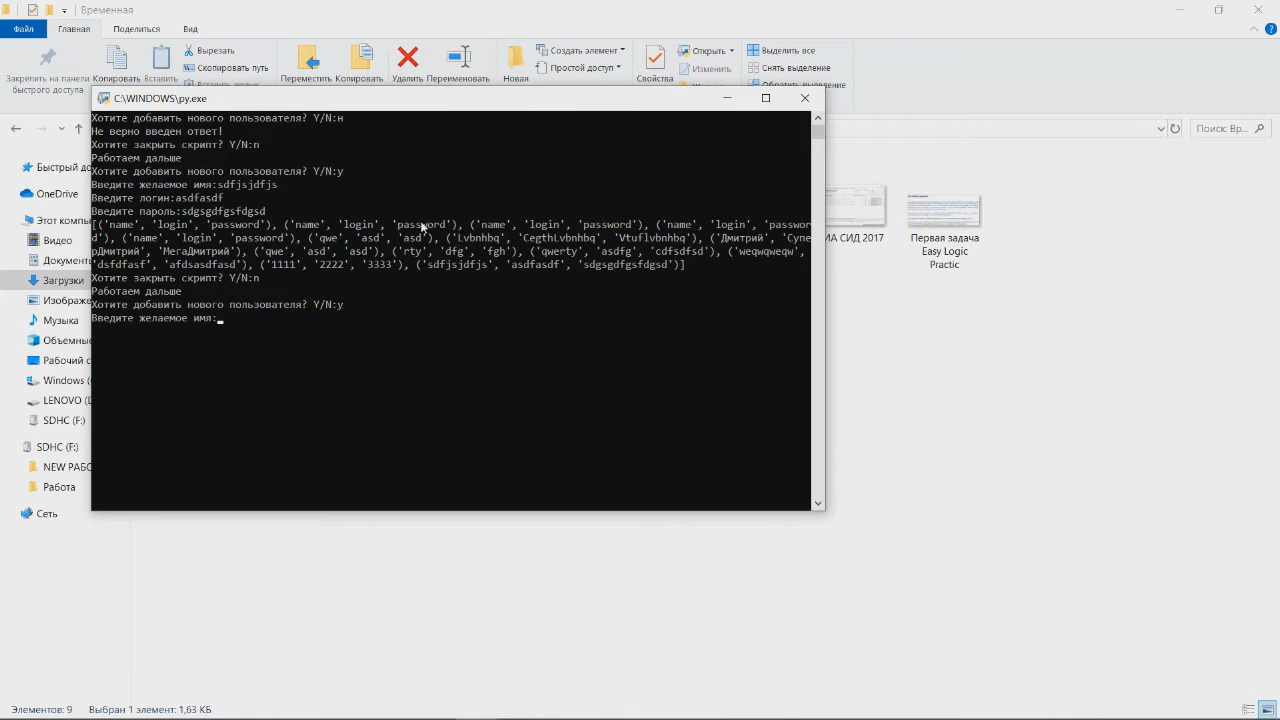 Временная
Файл Главная Поделиться Вид
Закрепить на панели быстрого доступа
Копировать
Вставить
Вырезать
Скопировать путь
Переместить
Копировать
Удалить
Переименовать
Новая
Создать элемент
Простой доступ
Свойства
Открыть
Изменить
Выделить все
Снять выделение
Обратить выделение
Поиск: Вр...
C:\WINDOWS\py.exe
Хотите добавить нового пользователя? Y/N:н
Не верно введен ответ!
Хотите закрыть скрипт? Y/N:n
Работаем дальше
Хотите добавить нового пользователя? Y/N:y
Введите желаемое имя:sdfjsjdfjs
Введите логин:asdfasdf
Введите пароль:sdgsgdfgsfdgsd
[('name', 'login', 'password'), ('name', 'login', 'password'), ('name', 'login', 'password'), ('name', 'login', 'passwor
d'), ('name', 'login', 'password'), ('qwe', 'asd', 'asd'), ('Lvbnhbq', 'CegthLvbnhbq', 'Vtuflvbnhbq'), ('Дмитрий', 'Супе
рДмитрий', 'МегаДмитрий'), ('qwe', 'asd', 'asd'), ('rty', 'dfg', 'fgh'), ('qwerty', 'asdfg', 'cdfsdfsd'), ('weqwqweqw',
'dsfdfasf', 'afdsasdfasd'), ('1111', '2222', '3333'), ('sdfjsjdfjs', 'asdfasdf', 'sdgsgdfgsfdgsd')]
Хотите закрыть скрипт? Y/N:n
Работаем дальше
Хотите добавить нового пользователя? Y/N:y
Введите желаемое имя:
Быстрый до
OneDrive
Этот компь
Видео
Документы
Загрузки
Изображе
Музыка
Объемные
Рабочий с
Windows (
LENOVO (D
SDHC (F:)
SDHC (F:)
NEW РАБО
Работа
Сеть
ИА СИД 2017
Первая задача
Easy Logic
Practic
Элементов: 9 Выбран 1 элемент: 1,63 КБ